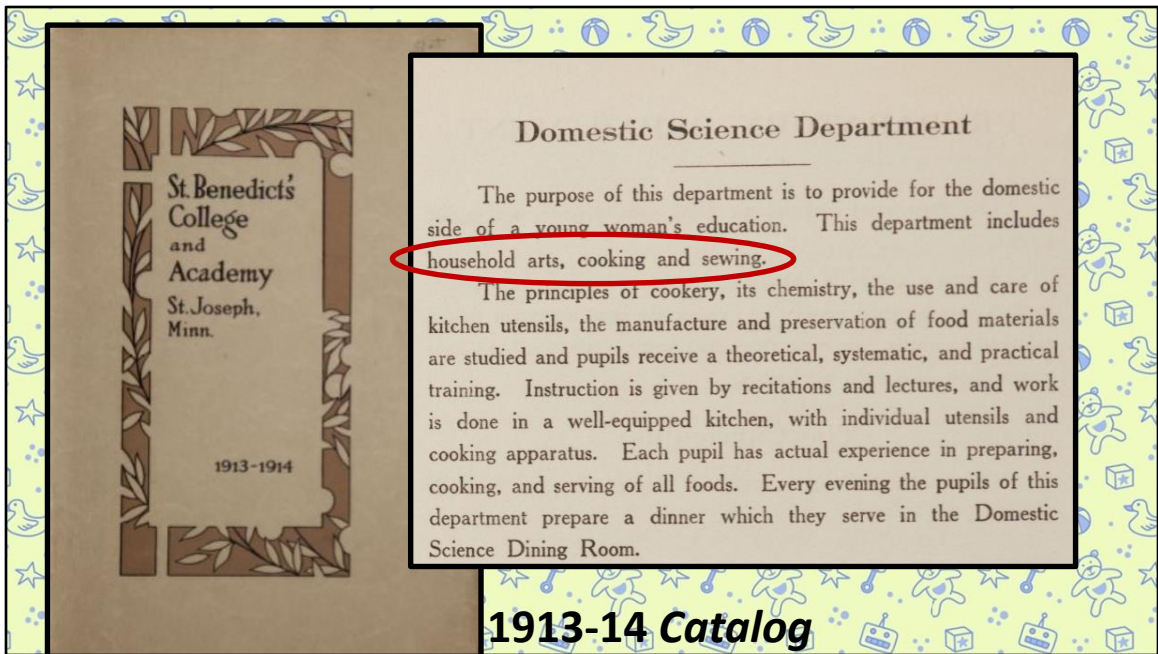 St. Benedict's
College
and
Academy
St. Joseph,
Minn.
1913-1914
Domestic Science Department
The purpose of this department is to provide for the domestic
side of a young woman's education. This department includes
household arts, cooking and sewing.
The principles of cookery, its chemistry, the use and care of
kitchen utensils, the manufacture and preservation of food materials
are studied and pupils receive a theoretical, systematic, and practical
training. Instruction is given by recitations and lectures, and work
is done in a well-equipped kitchen, with individual utensils and
cooking apparatus. Each pupil has actual experience in preparing,
cooking, and serving of all foods. Every evening the pupils of this
department prepare a dinner which they serve in the Domestic
Science Dining Room.
1913-14 Catalog